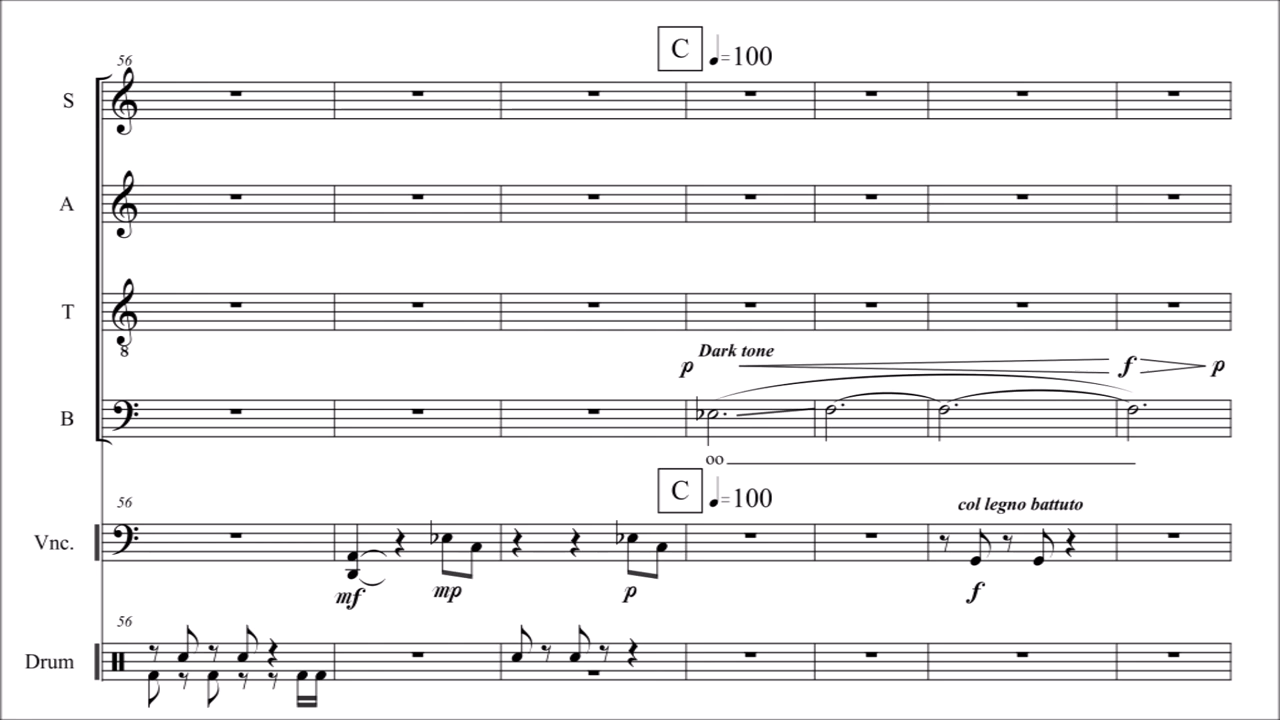 C ♩=100
56
S
A
T
8
Dark tone
p f p
B
oo
C ♩=100
56
col legno battuto
Vnc.
mf mp p f
56
Drum